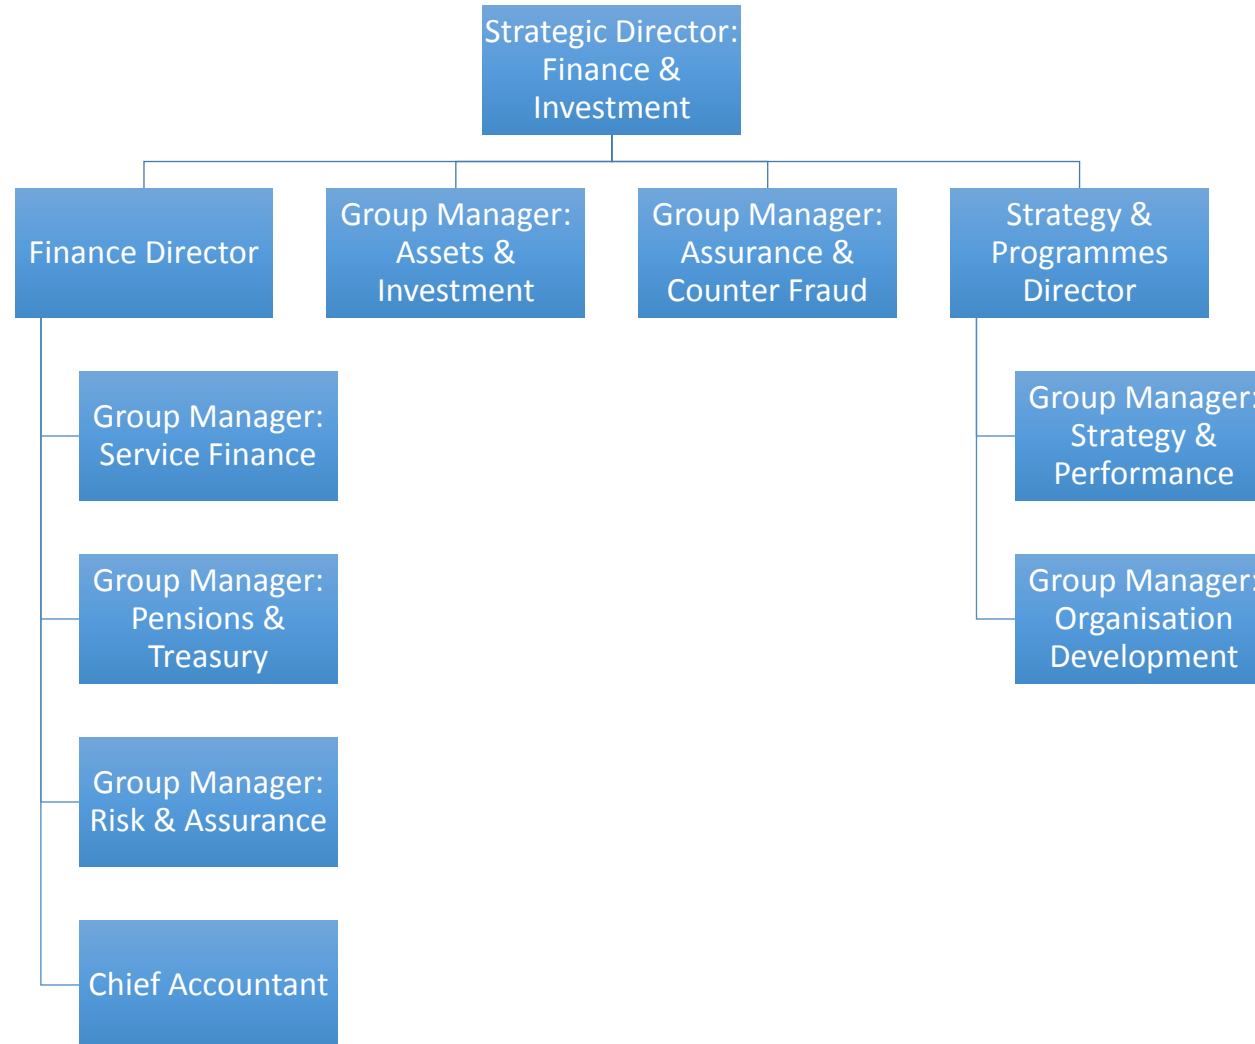 Strategic Director:
Finance &
Investment
Finance Director
Group Manager:
Assets &
Investment
Group Manager:
Assurance &
Counter Fraud
Strategy &
Programmes
Director
Group Manager:
Service Finance
Group Manager:
Pensions &
Treasury
Group Manager:
Risk & Assurance
Chief Accountant
Group Manager:
Strategy &
Performance
Group Manager:
Organisation
Development